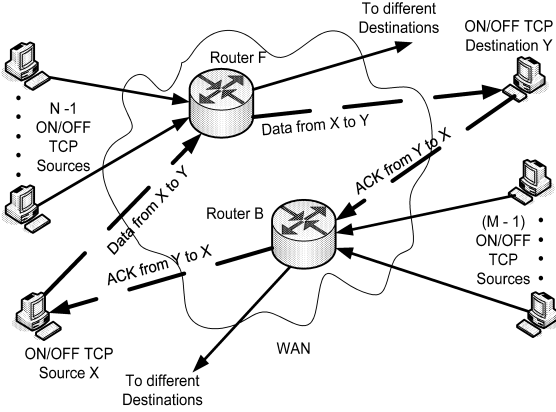 To different
Destinations
ON/OFF TCP
Destination Y
Router F
N -1
ON/OFF
TCP
Sources
Data from X to Y
Data from X to Y
ACK from Y to X
Router B
(M - 1)
ON/OFF
TCP
Sources
ACK from Y to X
ON/OFF TCP
Source X
WAN
To different
Destinations